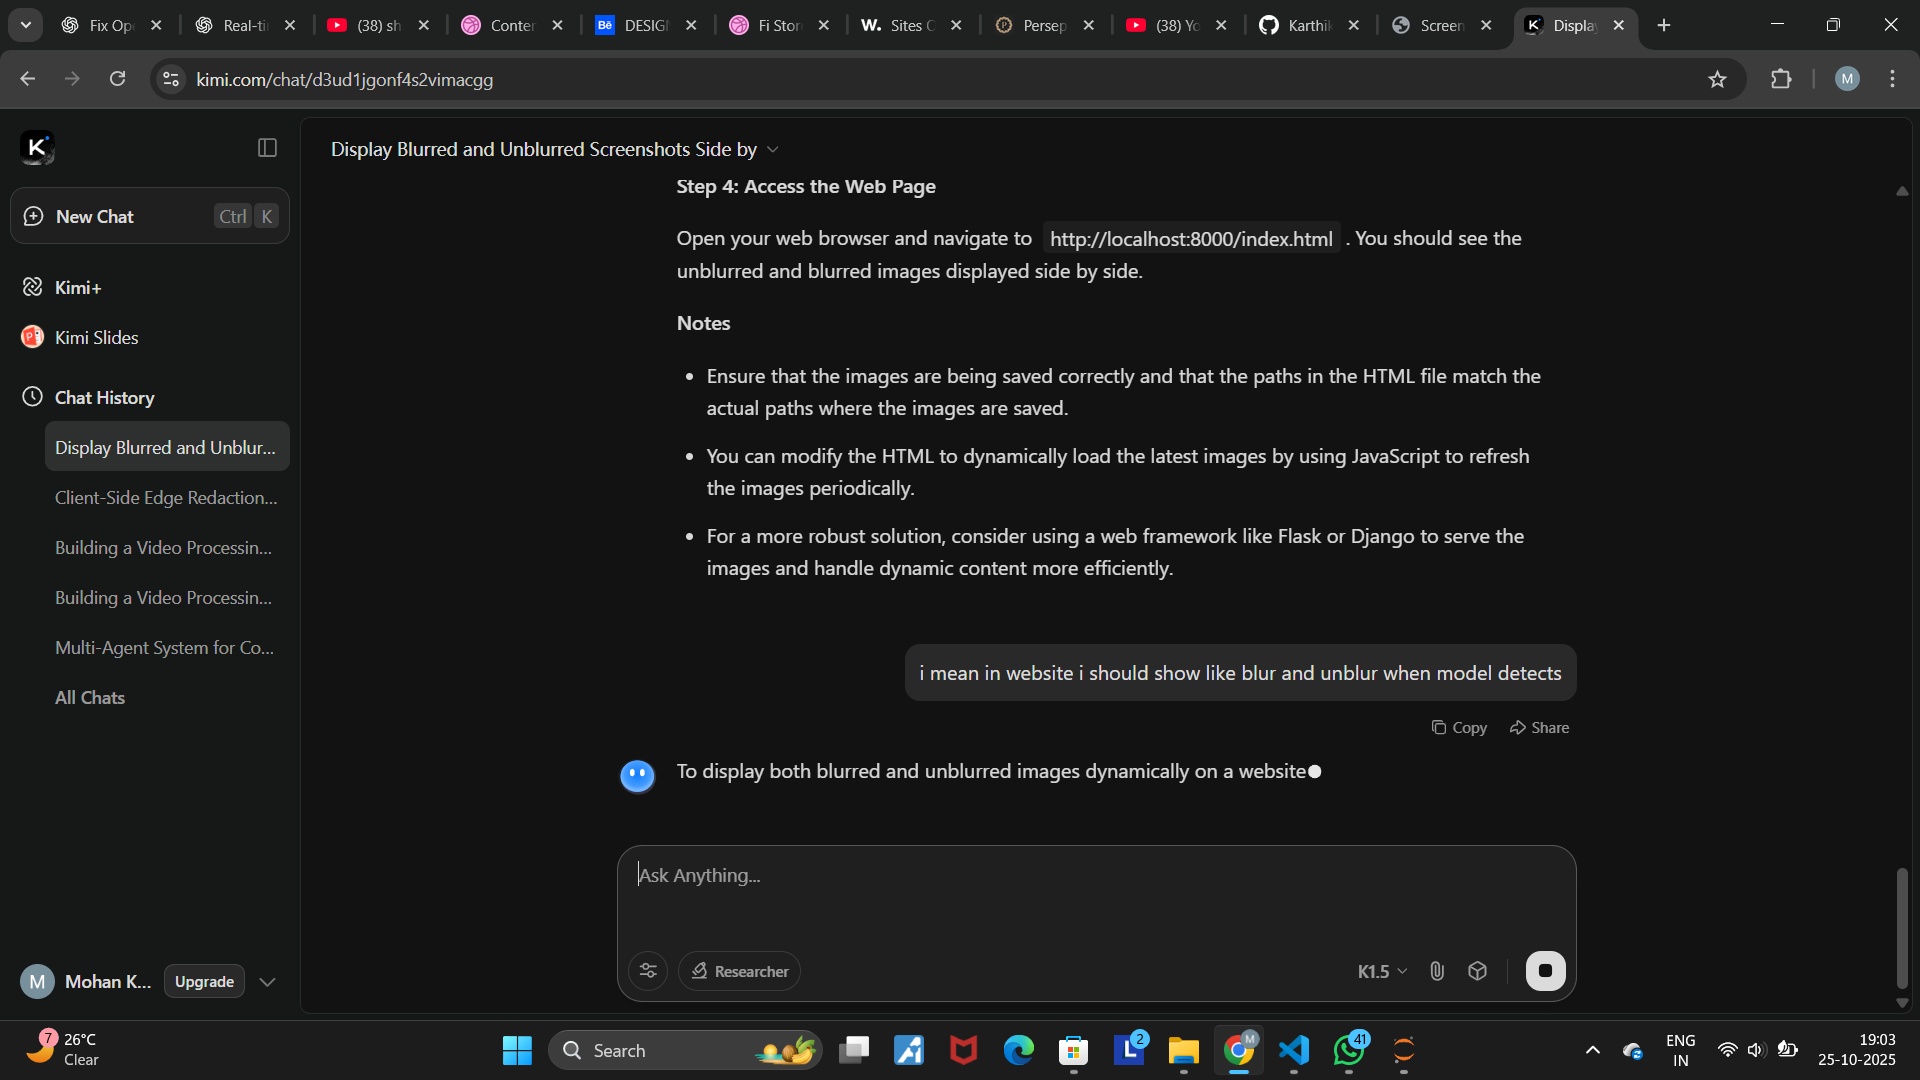 Fix Ope
Real-ti
(38) sh
Conter
DESIG
Fi Stor
W. Sites C
Persep
(38) Yo
Karthik
Screen
Displa
kimi.com/chat/d3ud1jgonf4s2vimacgg
M
K
Display Blurred and Unblurred Screenshots Side by
New Chat Ctrl K
Kimi+
Kimi Slides
Chat History
Display Blurred and Unblur...
Client-Side Edge Redaction...
Building a Video Processin...
Building a Video Processin...
Multi-Agent System for Co...
All Chats
M Mohan K... Upgrade
Step 4: Access the Web Page
Open your web browser and navigate to http://localhost:8000/index.html . You should see the
unblurred and blurred images displayed side by side.
Notes
• Ensure that the images are being saved correctly and that the paths in the HTML file match the
actual paths where the images are saved.
• You can modify the HTML to dynamically load the latest images by using JavaScript to refresh
the images periodically.
• For a more robust solution, consider using a web framework like Flask or Django to serve the
images and handle dynamic content more efficiently.
i mean in website i should show like blur and unblur when model detects
Copy Share
To display both blurred and unblurred images dynamically on a website
Ask Anything...
Researcher
K1.5
7 26°C
Clear
Search
L 2
M
41
ENG
IN
19:03
25-10-2025